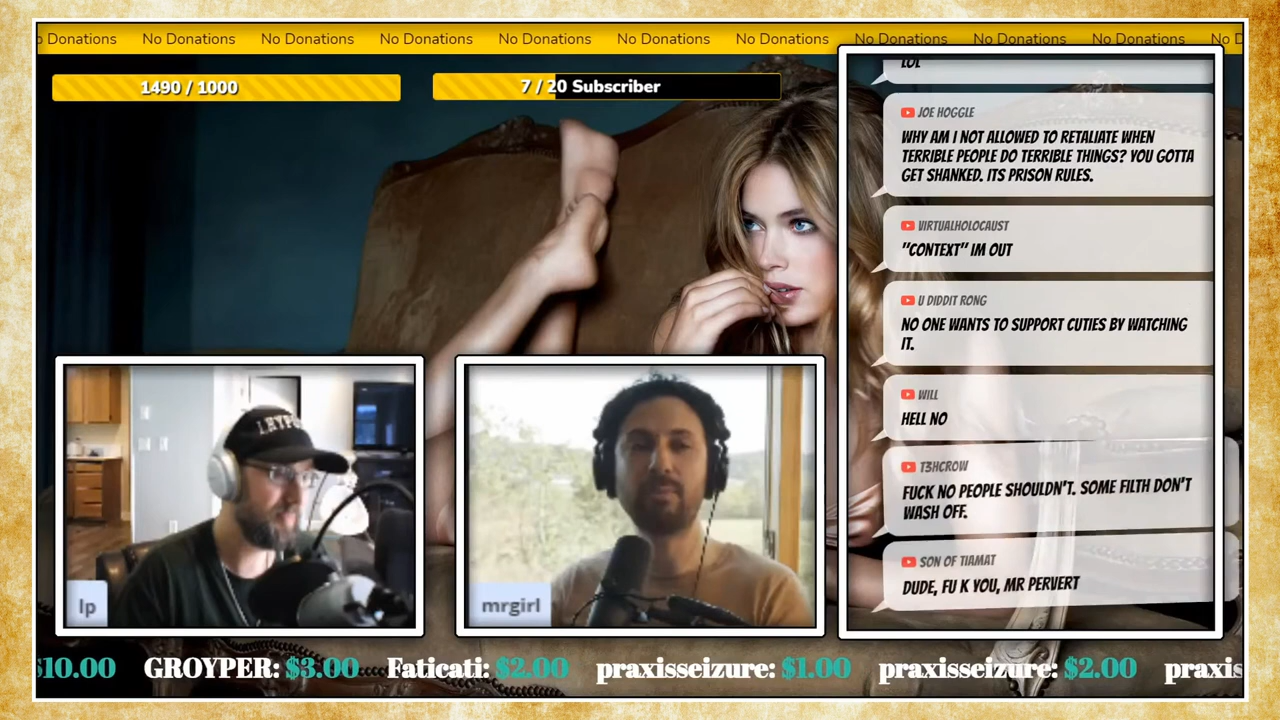 Donations No Donations No Donations No Donations No Donations No Donations No Donations No Donations No Donations No Donations No
1490 / 1000
7 / 20 Subscriber
LOL
JOE HOGGLE
WHY AM I NOT ALLOWED TO RETALIATE WHEN
TERRIBLE PEOPLE DO TERRIBLE THINGS? YOU GOTTA
GET SHANKED. ITS PRISON RULES.
VIRTUALHOLOCAUST
"CONTEXT" IM OUT
U DIDDIT RONG
NO ONE WANTS TO SUPPORT CUTIES BY WATCHING
IT.
WILL
HELL NO
T3HCROW
FUCK NO PEOPLE SHOULDN'T. SOME FILTH DON'T
WASH OFF.
SON OF TIAMAT
DUDE, FU K YOU, MR PERVERT
lp
mrgirl
$10.00 GROYPER: $3.00 Faticati: $2.00 praxisseizure: $1.00 praxisseizure: $2.00 praxis